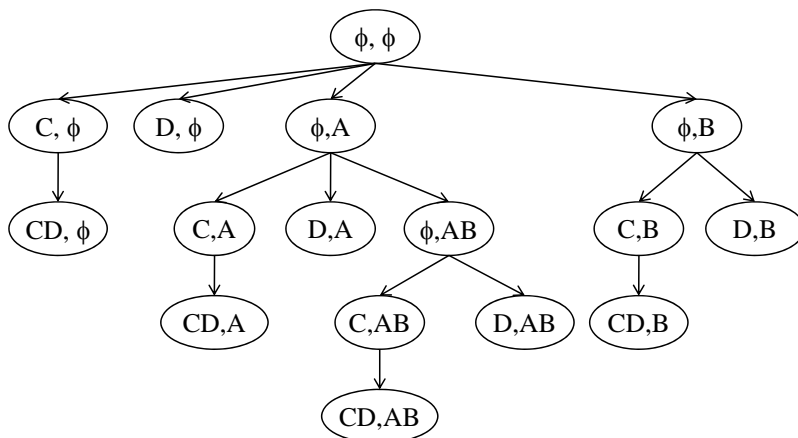 ϕ, ϕ
C, ϕ
D, ϕ
ϕ,A
ϕ,B
CD, ϕ
C,A
D,A
ϕ,AB
C,B
D,B
CD,A
C,AB
D,AB
CD,B
CD,AB